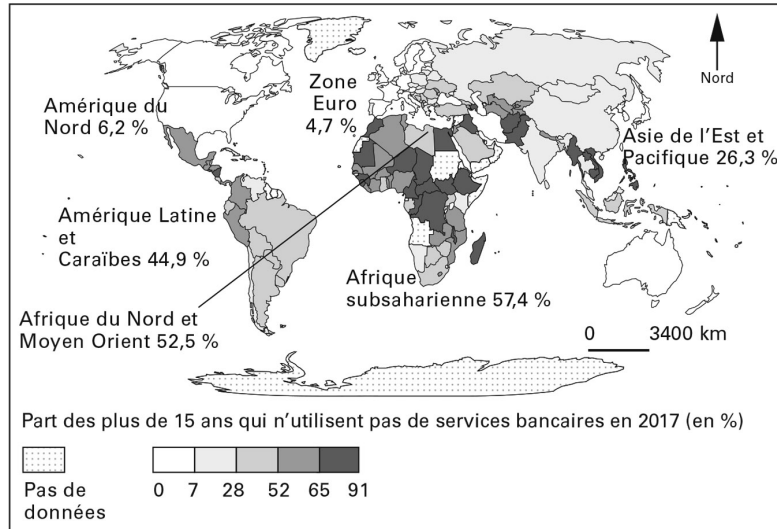 Nord
Zone
Euro
4,7 %
Amérique du
Nord 6,2 %
Asie de l'Est et
Pacifique 26,3 %
Amérique Latine
et
Caraïbes 44,9 %
Afrique
subsaharienne 57,4 %
Afrique du Nord et
Moyen Orient 52,5 %
0 3400 km
Part des plus de 15 ans qui n'utilisent pas de services bancaires en 2017 (en %)
Pas de
données
0 7 28 52 65 91